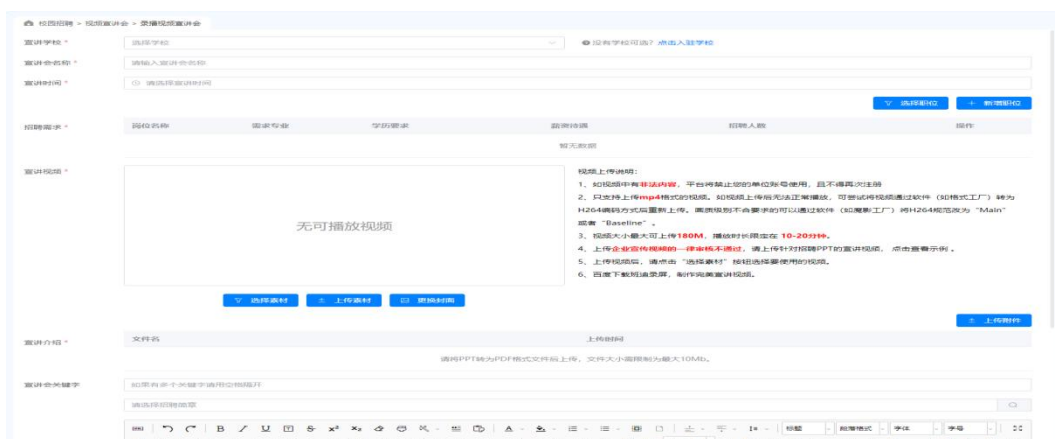 校园招聘 > 视频宣讲会 > 录播视频宣讲会
宣讲学校 *
选择学校
没有学校可选？点击入驻学校
宣讲会名称 *
请输入宣讲会名称
宣讲时间 *
请选择宣讲时间
选择职位
+ 新增职位
招聘需求 *
岗位名称 需求专业 学历要求 薪资待遇 招聘人数 操作
暂无数据
宣讲视频 *
无可播放视频
视频上传说明：
1、如视频中有非法内容，平台将禁止您的单位账号使用，且不得再次注册
2、只支持上传mp4格式的视频。如视频上传后无法正常播放，可尝试将视频通过软件（如格式工厂）转为
H264编码方式后重新上传。画质级别不合要求的可以通过软件（如魔影工厂）将H264规范改为“Main”
或者“Baseline”。
3、视频大小最大可上传180M，播放时长限定在 10-20分钟。
4、上传企业宣传视频的一律审核不通过，请上传针对招聘PPT的宣讲视频， 点击查看示例 。
5、上传视频后，请点击“选择素材”按钮选择要使用的视频。
6、百度下载班迪录屏，制作完美宣讲视频。
选择素材
上传素材
更换封面
上传附件
宣讲介绍 *
文件名 上传时间
请将PPT转为PDF格式文件后上传，文件大小需限制为最大10Mb。
宣讲会关键字
如果有多个关键字请用空格隔开
请选择招聘简章
标题 段落格式 字体 字号